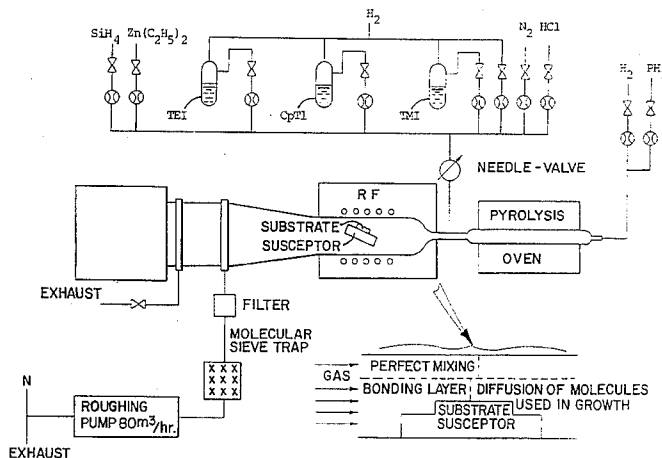 H2
SiH4 Zn(C2H5)2
N2 HCl
H2 PH
TEI
CpTl
TMI
NEEDLE-VALVE
RF
SUBSTRATE
SUSCEPTOR
PYROLYSIS
OVEN
EXHAUST
FILTER
MOLECULAR
SIEVE TRAP
N
ROUGHING
PUMP 80m3/hr.
EXHAUST
GAS
PERFECT MIXING
BONDING LAYER
DIFFUSION OF MOLECULES
USED IN GROWTH
SUBSTRATE
SUSCEPTOR